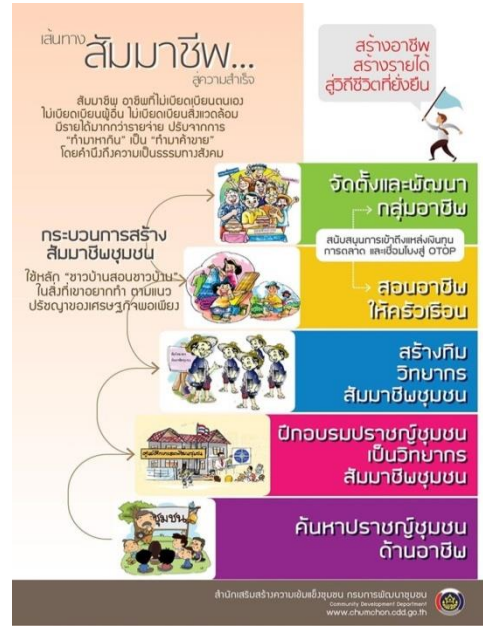 เส้นทาง
สัมมาชีพ...
สู่ความสำเร็จ
สัมมาชีพ อาชีพที่ไม่เบียดเบียนตนเอง
ไม่เบียดเบียนผู้อื่น ไม่เบียดเบียนสิ่งแวดล้อม
มีรายได้มากกว่ารายจ่าย ปรับจากการ
"ทำมาหากิน" เป็น "ทำมาค้าขาย"
โดยคำนึงถึงความเป็นธรรมทางสังคม
สร้างอาชีพ
สร้างรายได้
สู่วิถีชีวิตที่ยั่งยืน
จัดตั้งและพัฒนา
กลุ่มอาชีพ
สนับสนุนการเข้าถึงแหล่งเงินทุน
การตลาด และเชื่อมโยงสู่ OTOP
กระบวนการสร้าง
สัมมาชีพชุมชน
ใช้หลัก "ชาวบ้านสอนชาวบ้าน"
ในสิ่งที่เขาอยากทำ ตามแนว
ปรัชญาของเศรษฐกิจพอเพียง
สอนอาชีพ
ให้ครัวเรือน
สร้างทีม
วิทยากร
สัมมาชีพชุมชน
ฝึกอบรมปราชญ์ชุมชน
เป็นวิทยากร
สัมมาชีพชุมชน
ชุมชน
ค้นหาปราชญ์ชุมชน
ด้านอาชีพ
สำนักเสริมสร้างความเข้มแข็งชุมชน กรมการพัฒนาชุมชน
Community Development Department
www.chumchon.cdd.go.th